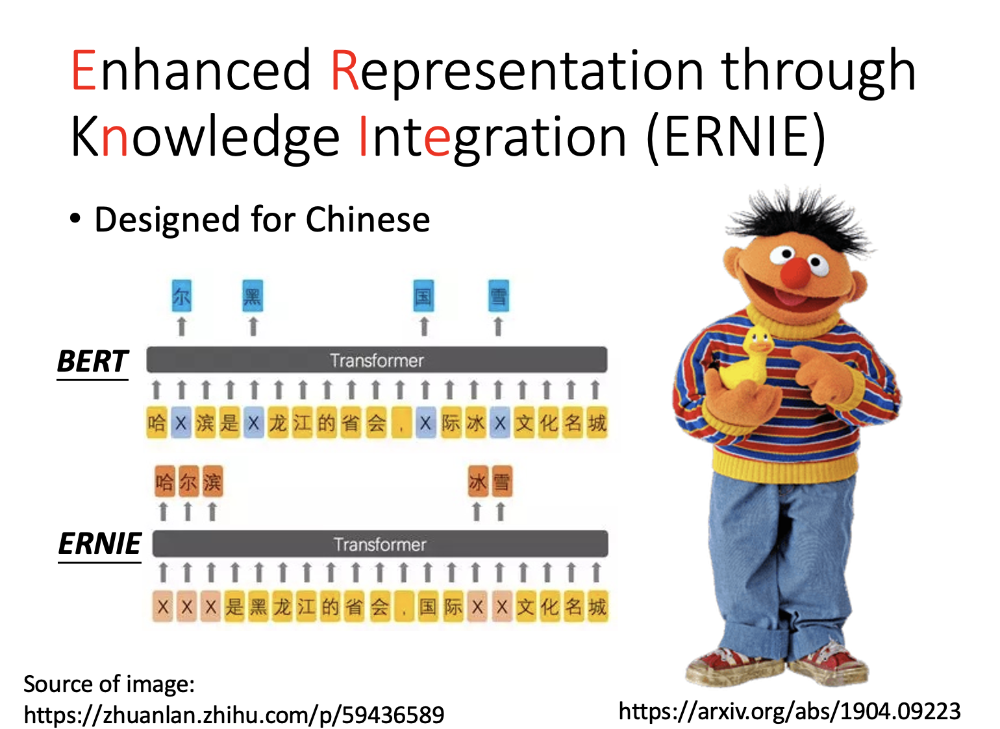 Enhanced Representation through
Knowledge Integration (ERNIE)
• Designed for Chinese
尔 黑 国 雪
BERT
Transformer
哈 X 滨 是 X 龙 江 的 省 会 , X 际 冰 X 文 化 名 城
哈 尔 滨 冰 雪
ERNIE
Transformer
X X X 是 黑 龙 江 的 省 会 , 国 际 X X 文 化 名 城
Source of image:
https://zhuanlan.zhihu.com/p/59436589
https://arxiv.org/abs/1904.09223